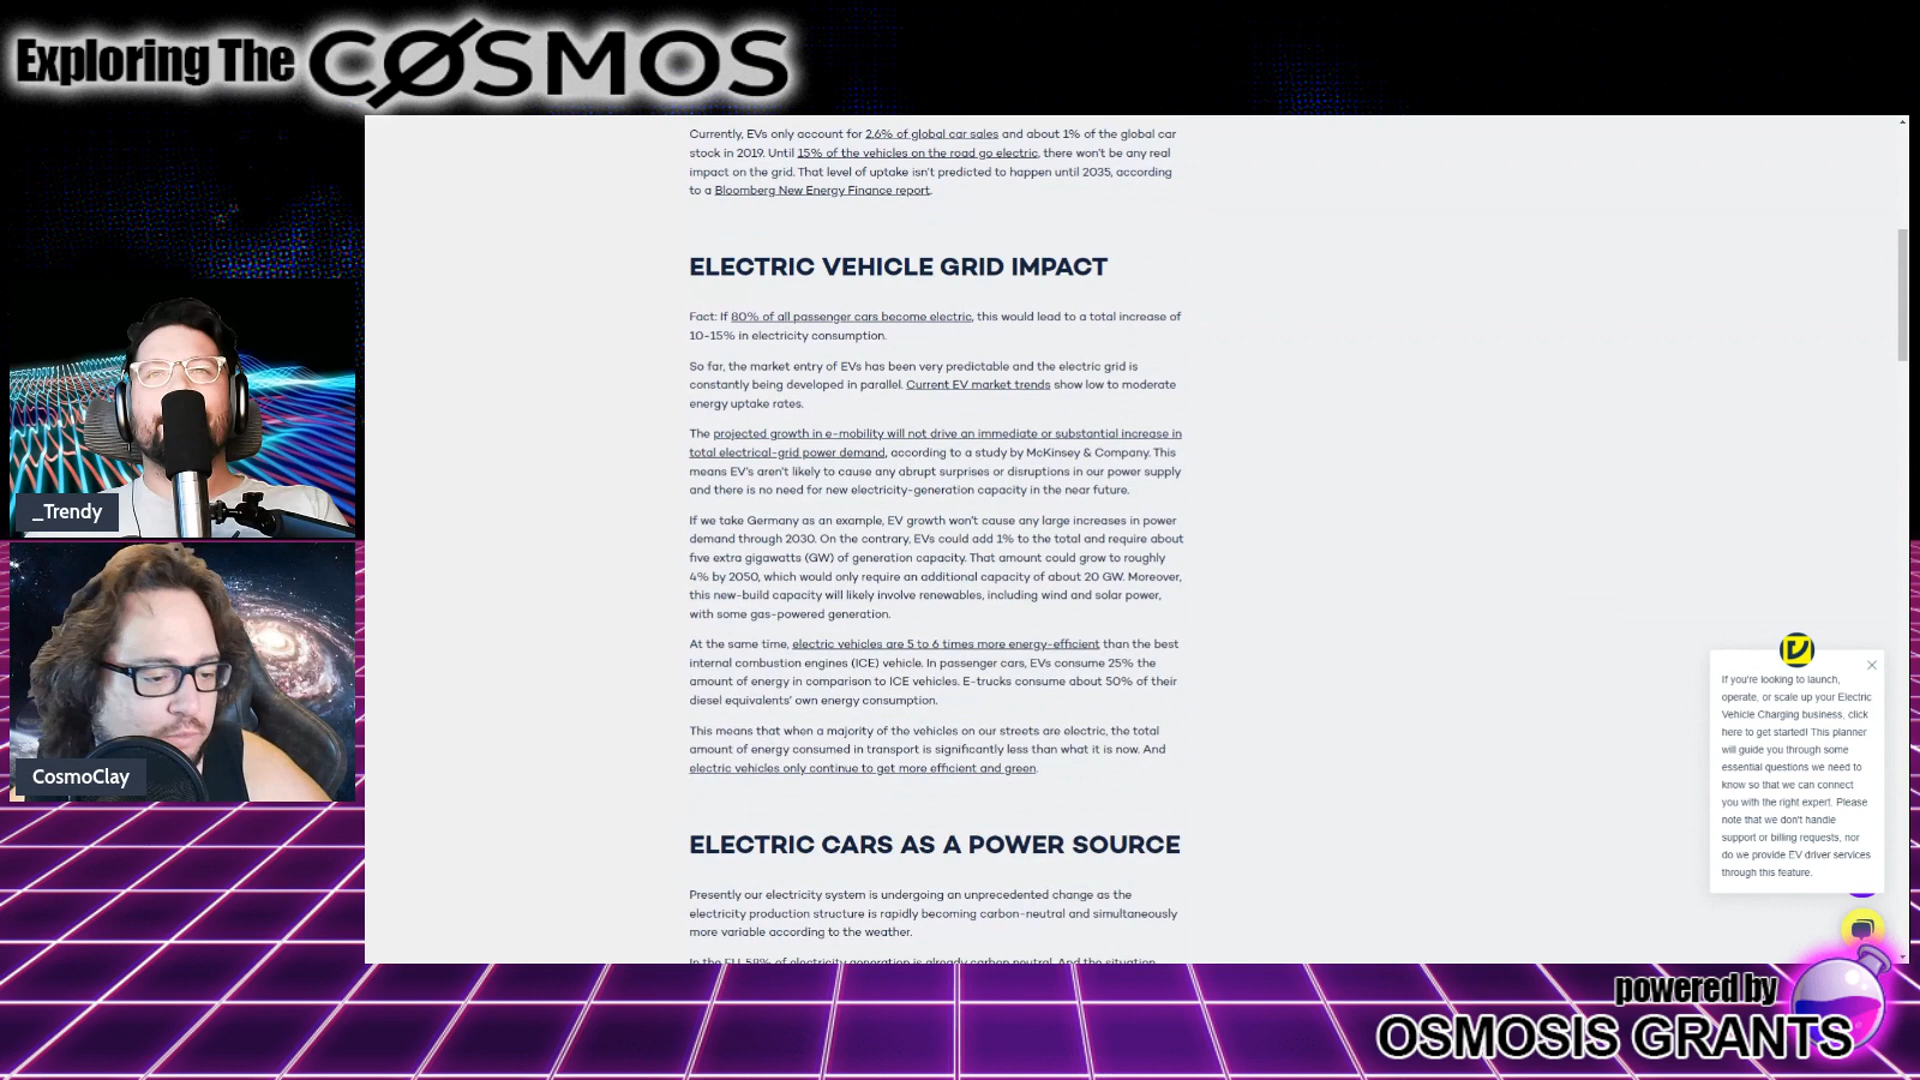 Exploring The CØSMOS
Currently, EVs only account for 2.6% of global car sales and about 1% of the global car
stock in 2019. Until 15% of the vehicles on the road go electric, there won't be any real
impact on the grid. That level of uptake isn't predicted to happen until 2035, according
to a Bloomberg New Energy Finance report.
ELECTRIC VEHICLE GRID IMPACT
Fact: If 80% of all passenger cars become electric, this would lead to a total increase of
10-15% in electricity consumption.
So far, the market entry of EVs has been very predictable and the electric grid is
constantly being developed in parallel. Current EV market trends show low to moderate
energy uptake rates.
The projected growth in e-mobility will not drive an immediate or substantial increase in
total electrical-grid power demand, according to a study by McKinsey & Company. This
means EV's aren't likely to cause any abrupt surprises or disruptions in our power supply
and there is no need for new electricity-generation capacity in the near future.
If we take Germany as an example, EV growth won't cause any large increases in power
demand through 2030. On the contrary, EVs could add 1% to the total and require about
five extra gigawatts (GW) of generation capacity. That amount could grow to roughly
4% by 2050, which would only require an additional capacity of about 20 GW. Moreover,
this new-build capacity will likely involve renewables, including wind and solar power,
with some gas-powered generation.
At the same time, electric vehicles are 5 to 6 times more energy-efficient than the best
internal combustion engines (ICE) vehicle. In passenger cars, EVs consume 25% the
amount of energy in comparison to ICE vehicles. E-trucks consume about 50% of their
diesel equivalents' own energy consumption.
This means that when a majority of the vehicles on our streets are electric, the total
amount of energy consumed in transport is significantly less than what it is now. And
electric vehicles only continue to get more efficient and green.
ELECTRIC CARS AS A POWER SOURCE
Presently our electricity system is undergoing an unprecedented change as the
electricity production structure is rapidly becoming carbon-neutral and simultaneously
more variable according to the weather.
In the EU, 58% of electricity generation is already carbon neutral. And the situation
_Trendy
CosmoClay
If you're looking to launch,
operate, or scale up your Electric
Vehicle Charging business, click
here to get started! This planner
will guide you through some
essential questions we need to
know so that we can connect
you with the right expert. Please
note that we don't handle
support or billing requests, nor
do we provide EV driver services
through this feature.
powered by
OSMOSIS GRANTS